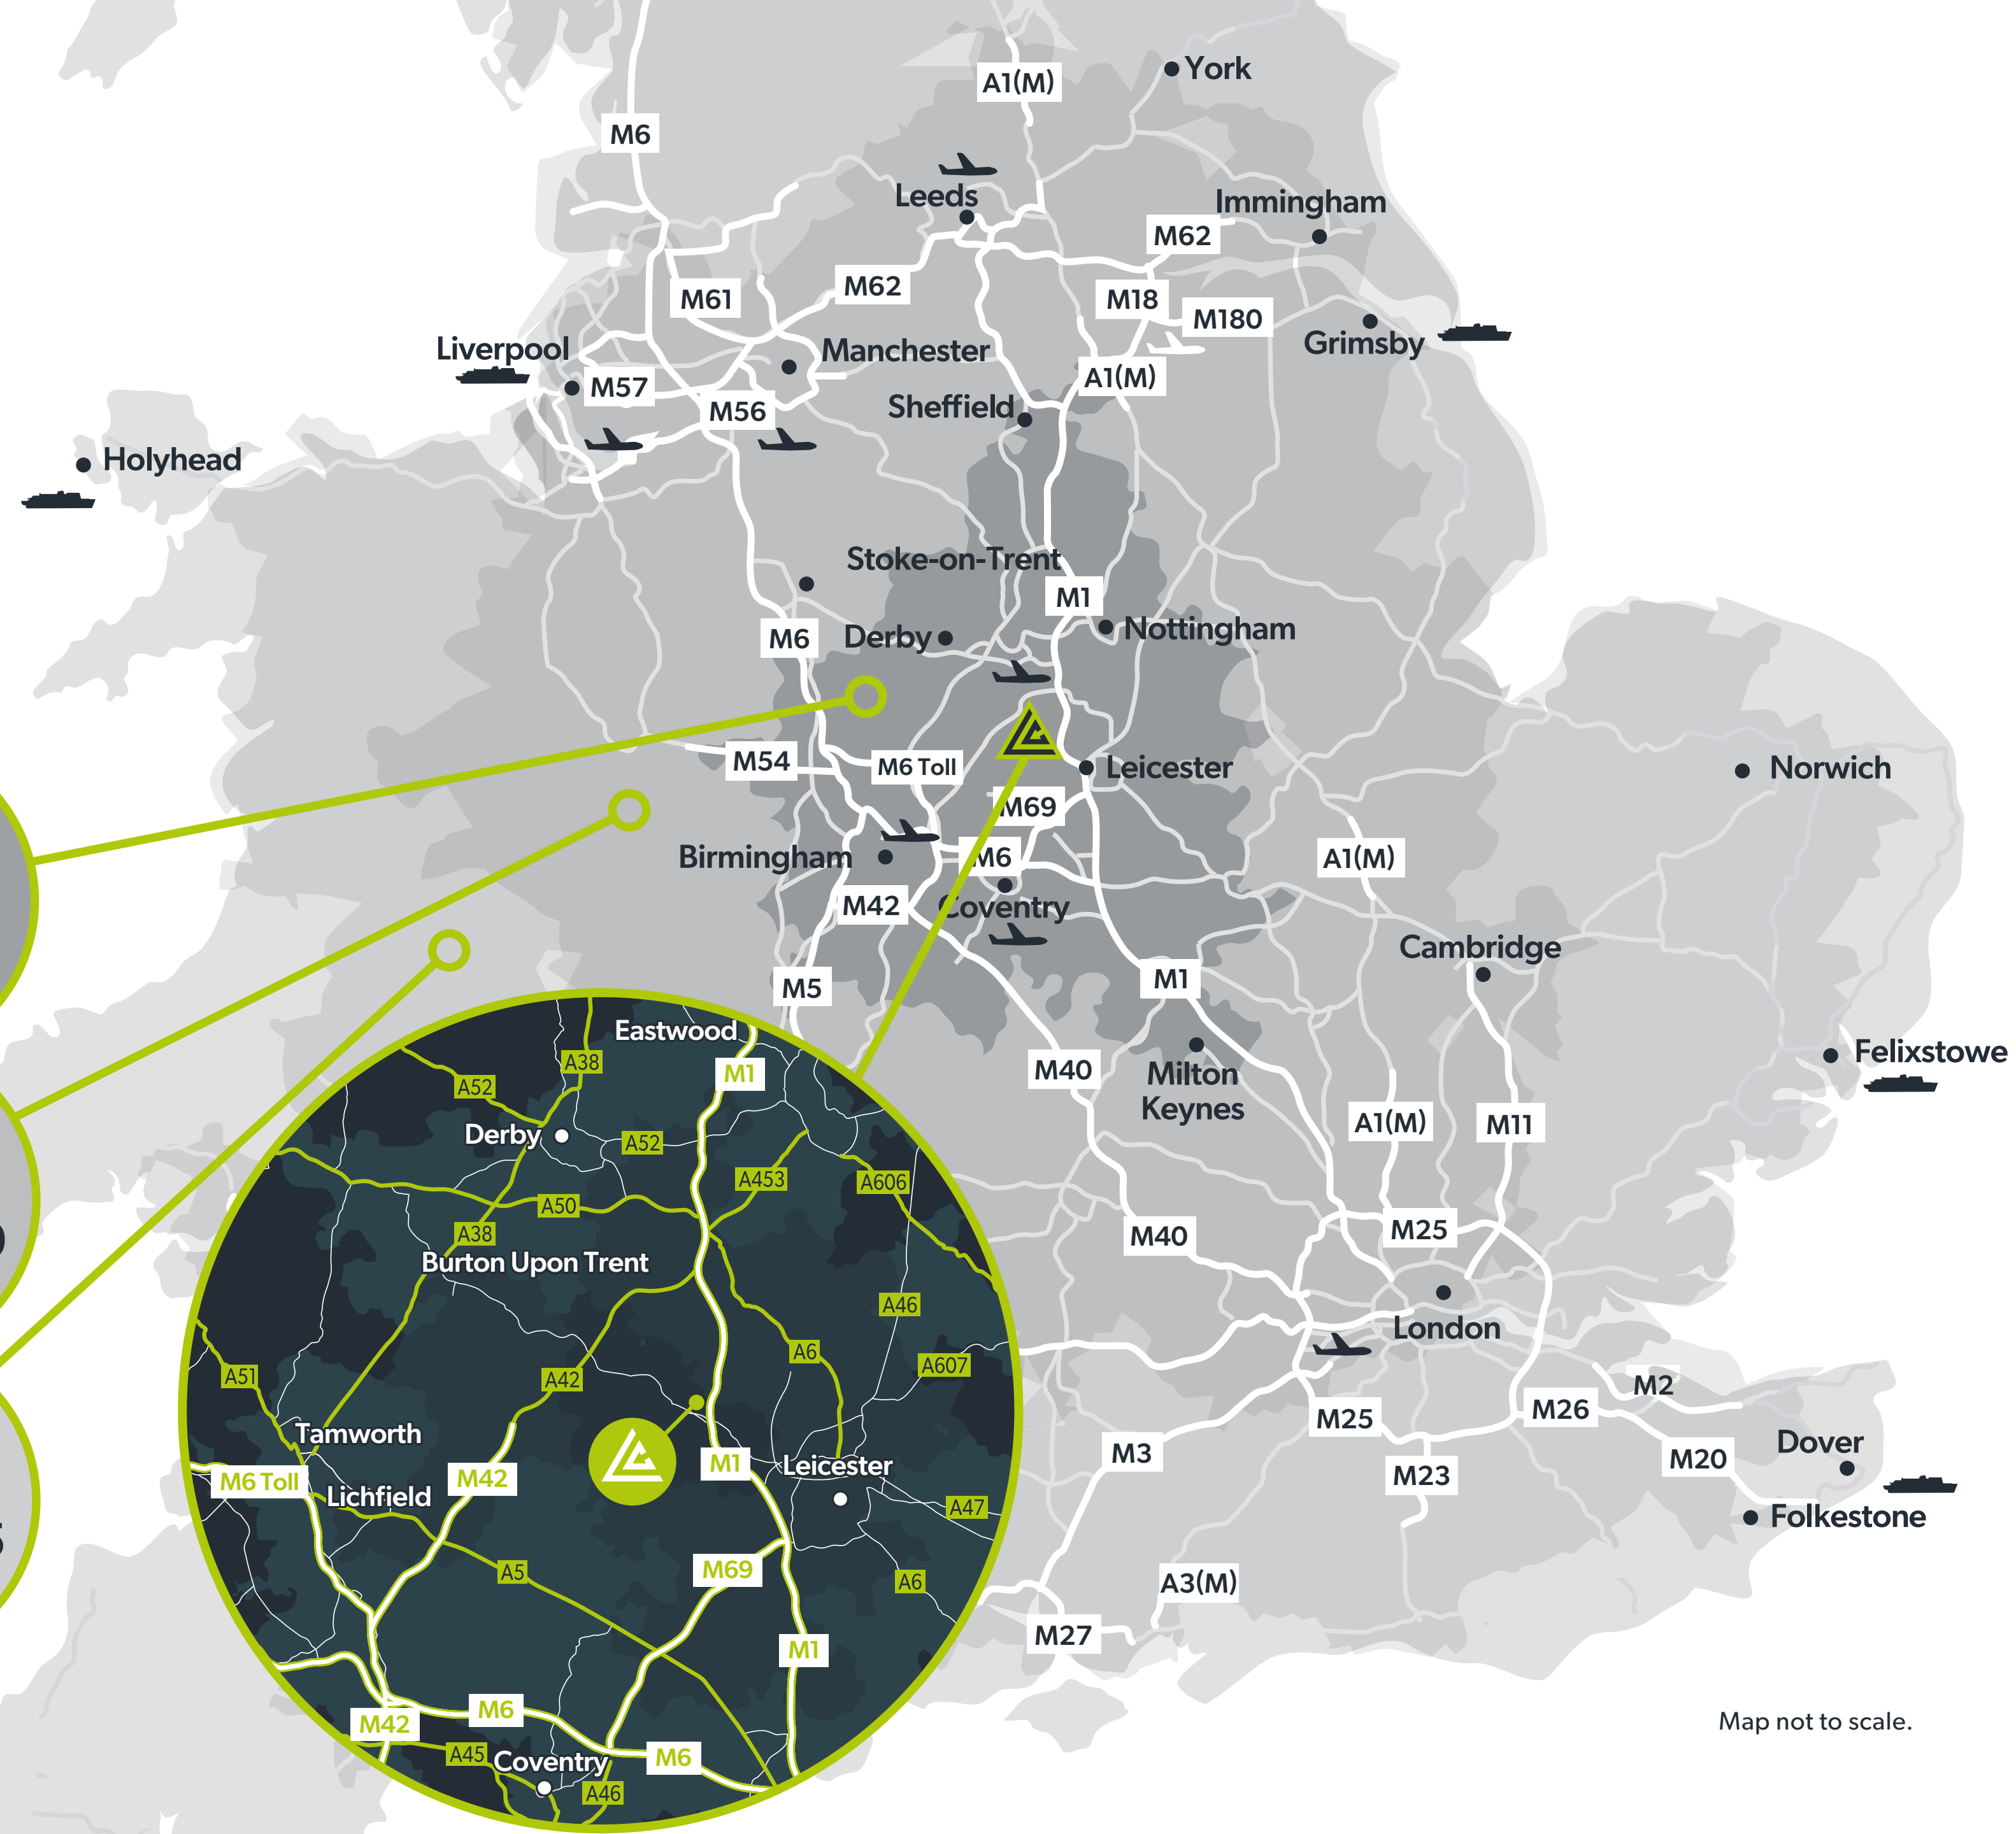 York
A1(M)
M6
Leeds
Immingham
M62
M62
M61
M18
M180
Grimsby
Liverpool
Manchester
M57
A1(M)
M56
Sheffield
Holyhead
Stoke-on-Trent
M1
M6
Derby
Nottingham
M54
M6 Toll
Leicester
Norwich
M69
Birmingham
M6
A1(M)
M42
Coventry
Cambridge
M5
M1
Felixstowe
M40
Milton
Keynes
A1(M)
M11
M40
M25
London
M2
M26
M25
M3
M20
Dover
M23
Folkestone
A3(M)
M27
Map not to scale.
Eastwood
A38
M1
A52
Derby
A52
A453
A606
A50
A38
Burton Upon Trent
A46
A6
A607
A51
A42
Tamworth
M1
Leicester
M6 Toll
M42
Lichfield
A47
A5
M69
A6
M1
M6
M42
A45
Coventry
M6
A46